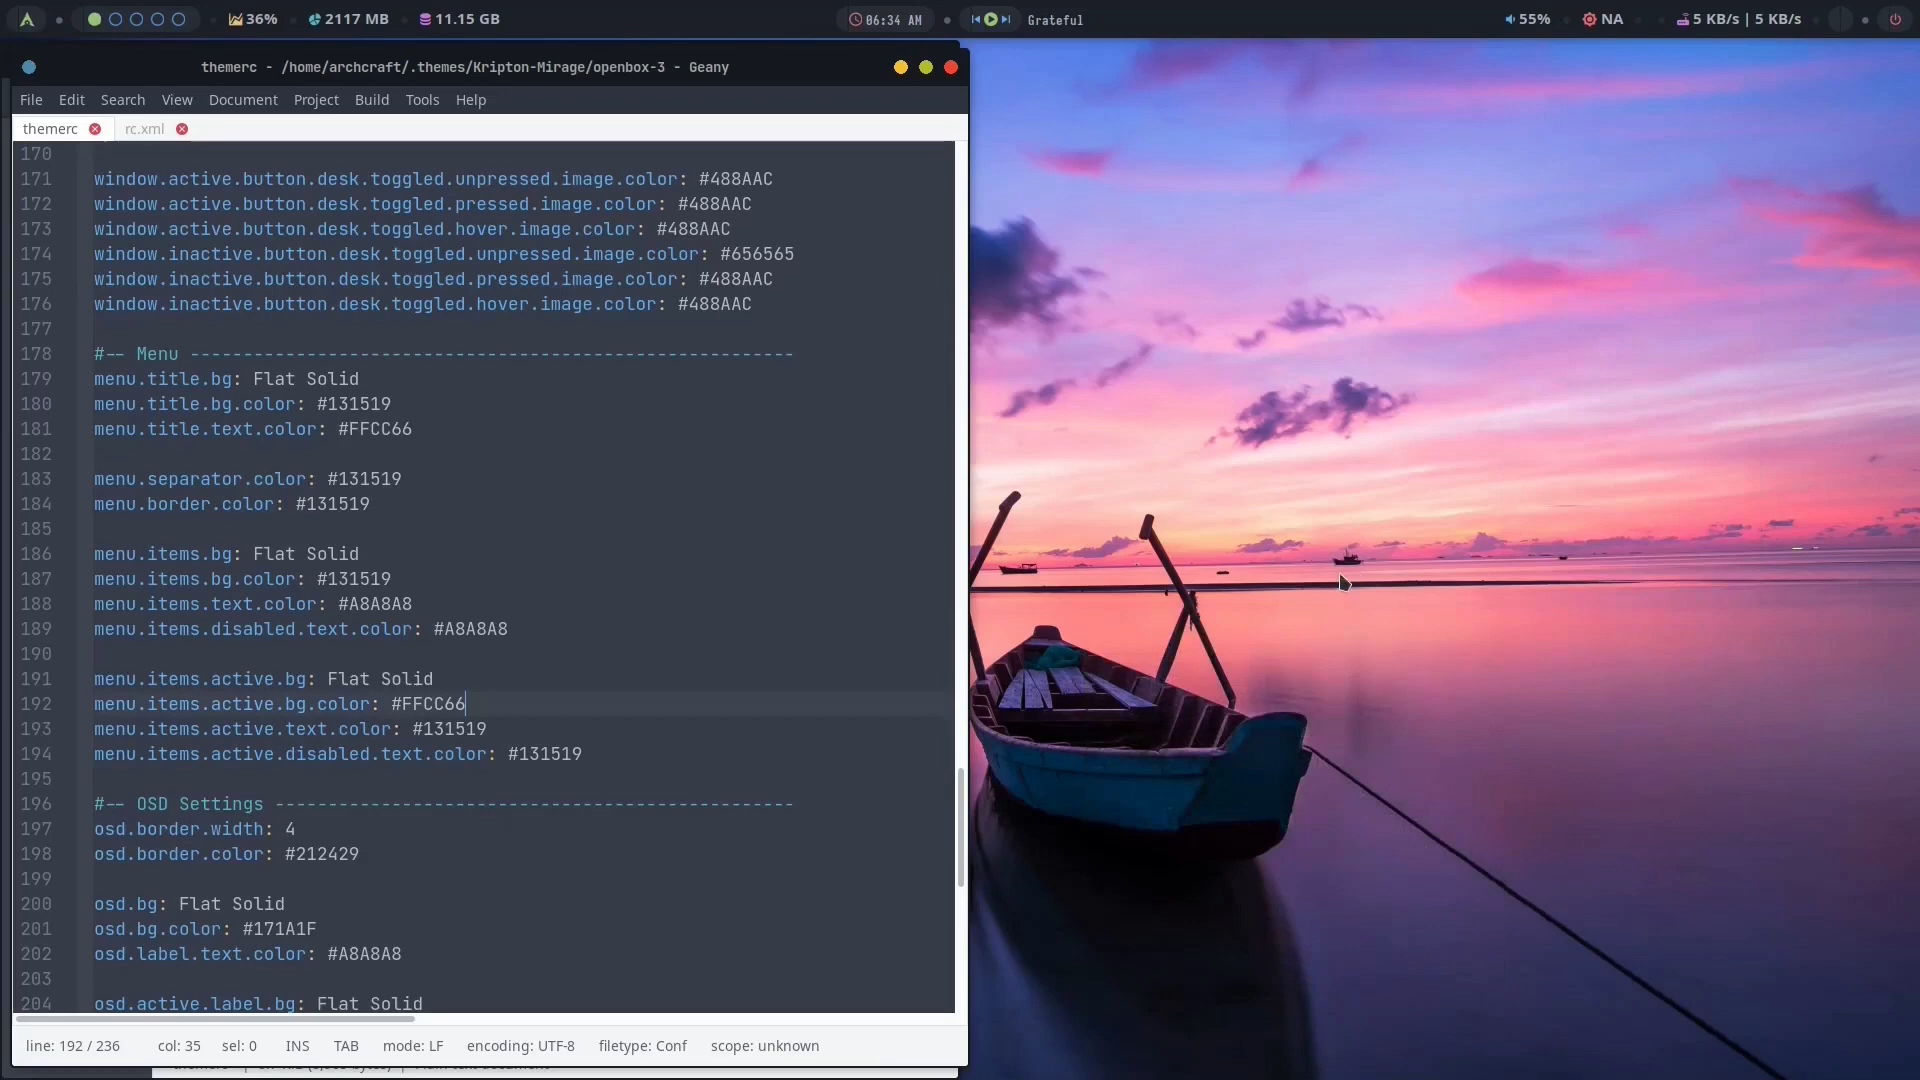 36%
2117 MB
11.15 GB
06:34 AM
Grateful
55%
NA
5 KB/s | 5 KB/s
themerc - /home/archcraft/.themes/Kripton-Mirage/openbox-3 - Geany
File Edit Search View Document Project Build Tools Help
themerc
rc.xml
170
171 window.active.button.desk.toggled.unpressed.image.color: #488AAC
172 window.active.button.desk.toggled.pressed.image.color: #488AAC
173 window.active.button.desk.toggled.hover.image.color: #488AAC
174 window.inactive.button.desk.toggled.unpressed.image.color: #656565
175 window.inactive.button.desk.toggled.pressed.image.color: #488AAC
176 window.inactive.button.desk.toggled.hover.image.color: #488AAC
177
178 #-- Menu ---------------------------------------------------------
179 menu.title.bg: Flat Solid
180 menu.title.bg.color: #131519
181 menu.title.text.color: #FFCC66
182
183 menu.separator.color: #131519
184 menu.border.color: #131519
185
186 menu.items.bg: Flat Solid
187 menu.items.bg.color: #131519
188 menu.items.text.color: #A8A8A8
189 menu.items.disabled.text.color: #A8A8A8
190
191 menu.items.active.bg: Flat Solid
192 menu.items.active.bg.color: #FFCC66
193 menu.items.active.text.color: #131519
194 menu.items.active.disabled.text.color: #131519
195
196 #-- OSD Settings -------------------------------------------------
197 osd.border.width: 4
198 osd.border.color: #212429
199
200 osd.bg: Flat Solid
201 osd.bg.color: #171A1F
202 osd.label.text.color: #A8A8A8
203
204 osd.active.label.bg: Flat Solid
line: 192 / 236 col: 35 sel: 0 INS TAB mode: LF encoding: UTF-8 filetype: Conf scope: unknown